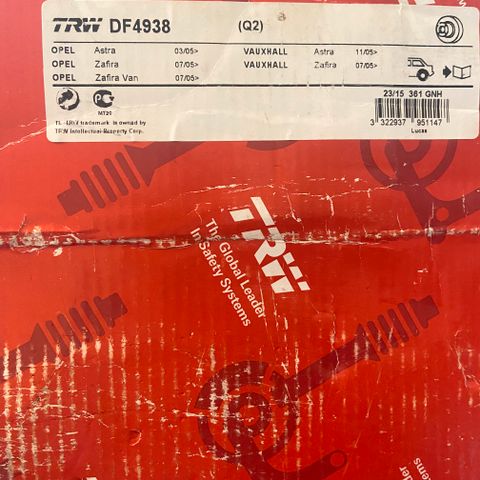 TRW DF4938 (Q2)
OPEL Astra 03/05> VAUXHALL Astra 11/05>
OPEL Zafira 07/05> VAUXHALL Zafira 07/05>
OPEL Zafira Van 07/05>
23/15 361 GNH
MT20
3 322937 951147
trademark is owned by
TRW Intellectual Property Corp.
Lucas
TRW
The Global Leader
in Safety Systems